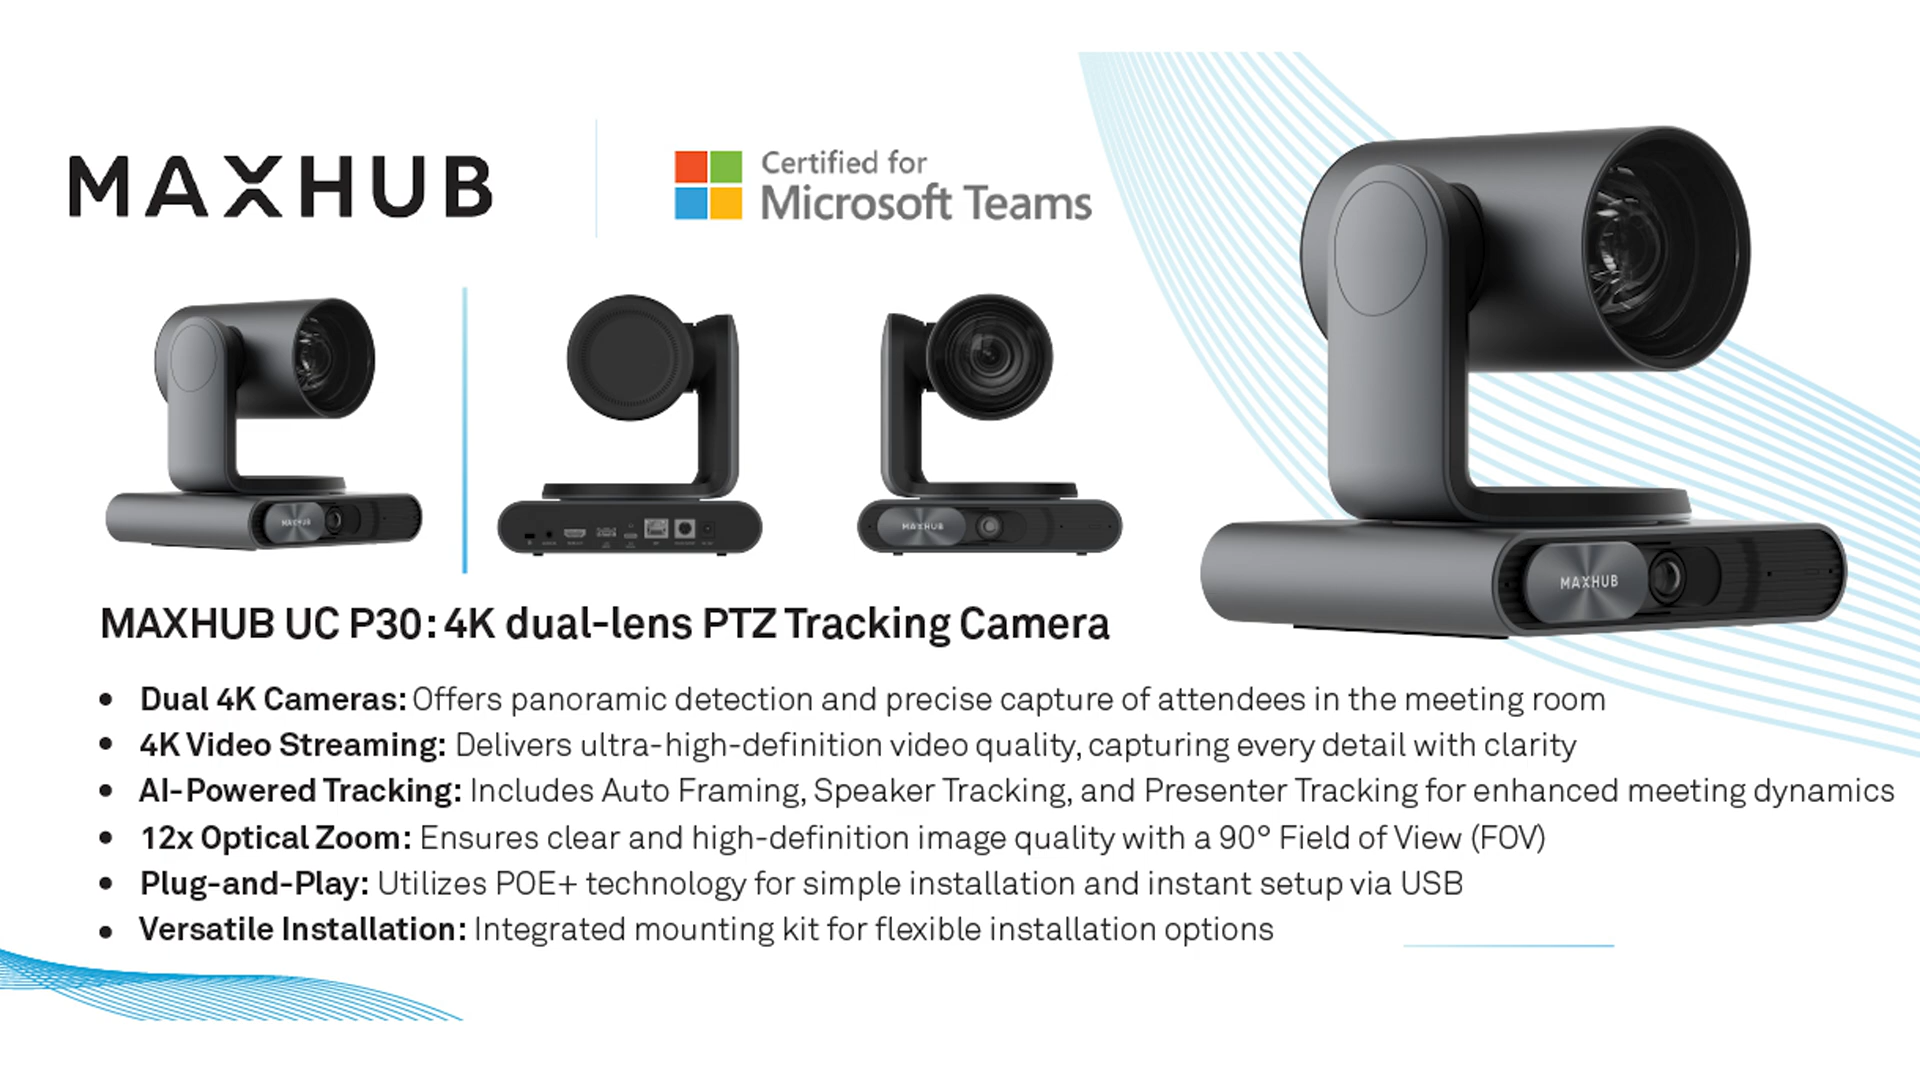 MAXHUB
Certified for
Microsoft Teams
MAXHUB
MAXHUB
MAXHUB
MAXHUB UC P30: 4K dual-lens PTZ Tracking Camera
• Dual 4K Cameras: Offers panoramic detection and precise capture of attendees in the meeting room
• 4K Video Streaming: Delivers ultra-high-definition video quality, capturing every detail with clarity
• AI-Powered Tracking: Includes Auto Framing, Speaker Tracking, and Presenter Tracking for enhanced meeting dynamics
• 12x Optical Zoom: Ensures clear and high-definition image quality with a 90° Field of View (FOV)
• Plug-and-Play: Utilizes POE+ technology for simple installation and instant setup via USB
• Versatile Installation: Integrated mounting kit for flexible installation options